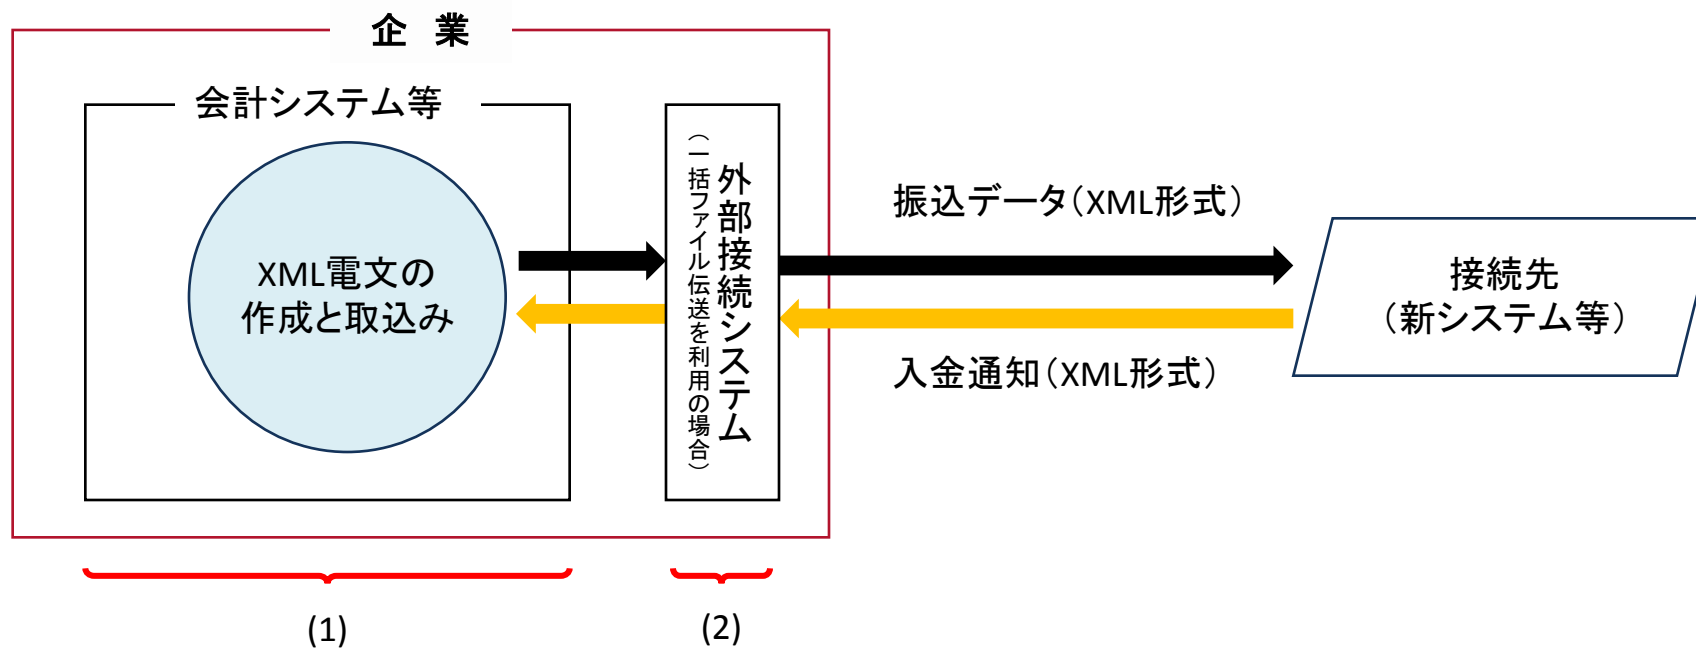 企　業
会計システム等
XML電文の
作成と取込み
外部接続システム
（一括ファイル伝送を利用の場合）
振込データ（XML形式）
入金通知（XML形式）
接続先
（新システム等）
(1)
(2)